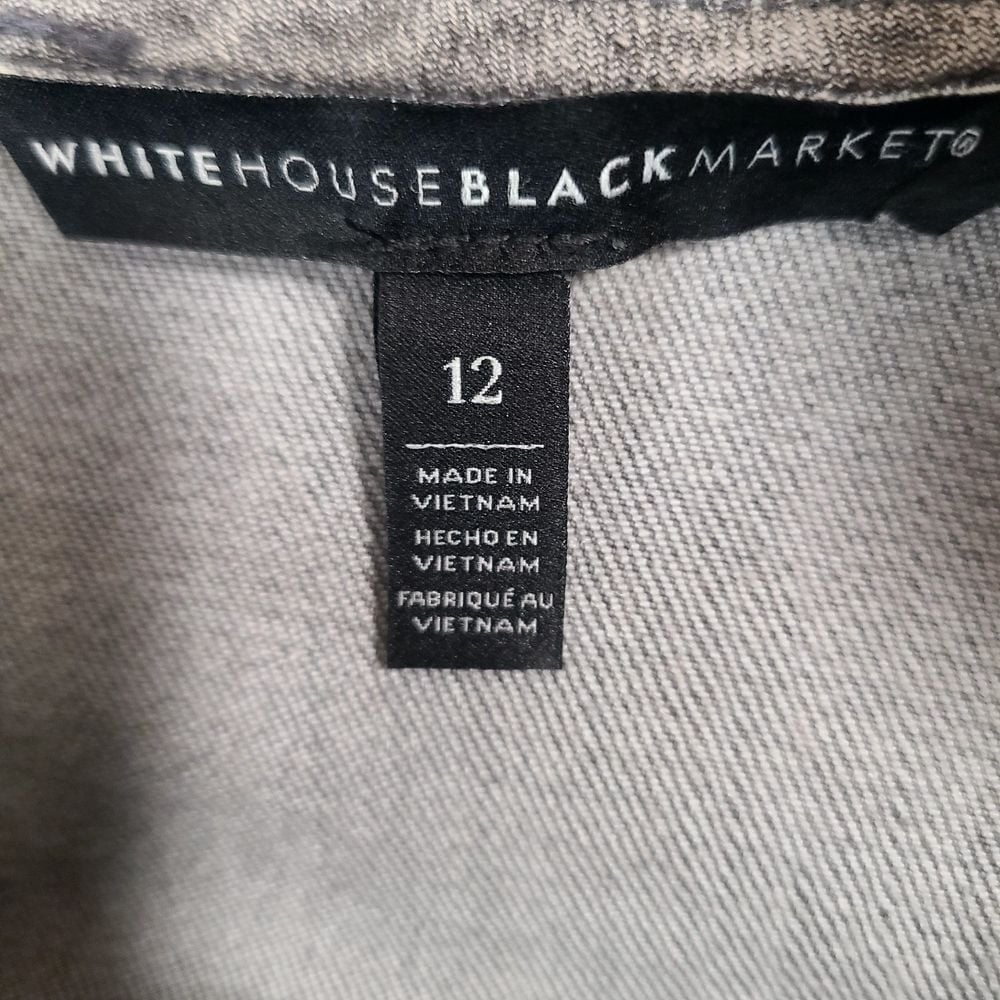 WHITEHOUSEBLACKMARKET®
12
MADE IN
VIETNAM
HECHO EN
VIETNAM
FABRIQUÉ AU
VIETNAM